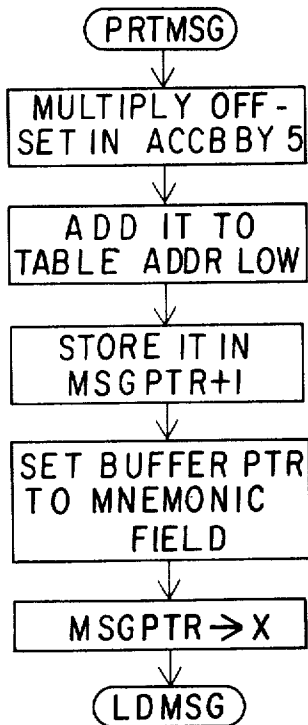 PRTMSG
MULTIPLY OFF-
SET IN ACCB BY 5
ADD IT TO
TABLE ADDR LOW
STORE IT IN
MSGPTR+1
SET BUFFER PTR
TO MNEMONIC
FIELD
MSGPTR→X
LDMSG